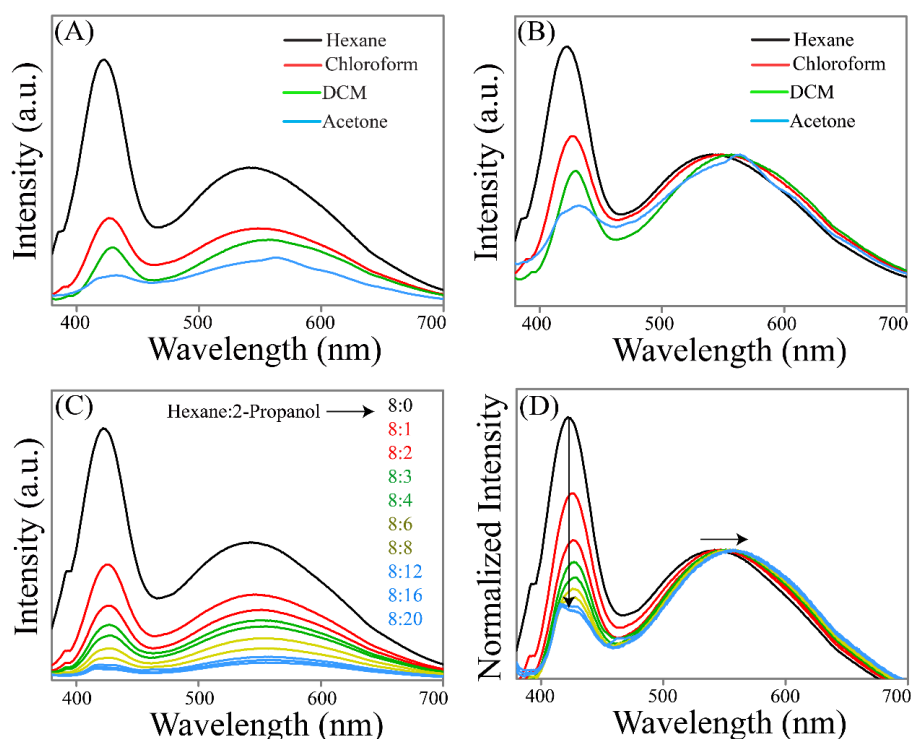 (A)
Hexane
Chloroform
DCM
Acetone
Intensity (a.u.)
400 500 600 700
Wavelength (nm)
(B)
Hexane
Chloroform
DCM
Acetone
Intensity (a.u.)
400 500 600 700
Wavelength (nm)
(C)
Hexane:2-Propanol
8:0
8:1
8:2
8:3
8:4
8:6
8:8
8:12
8:16
8:20
Intensity (a.u.)
400 500 600 700
Wavelength (nm)
(D)
Normalized Intensity
400 500 600 700
Wavelength (nm)